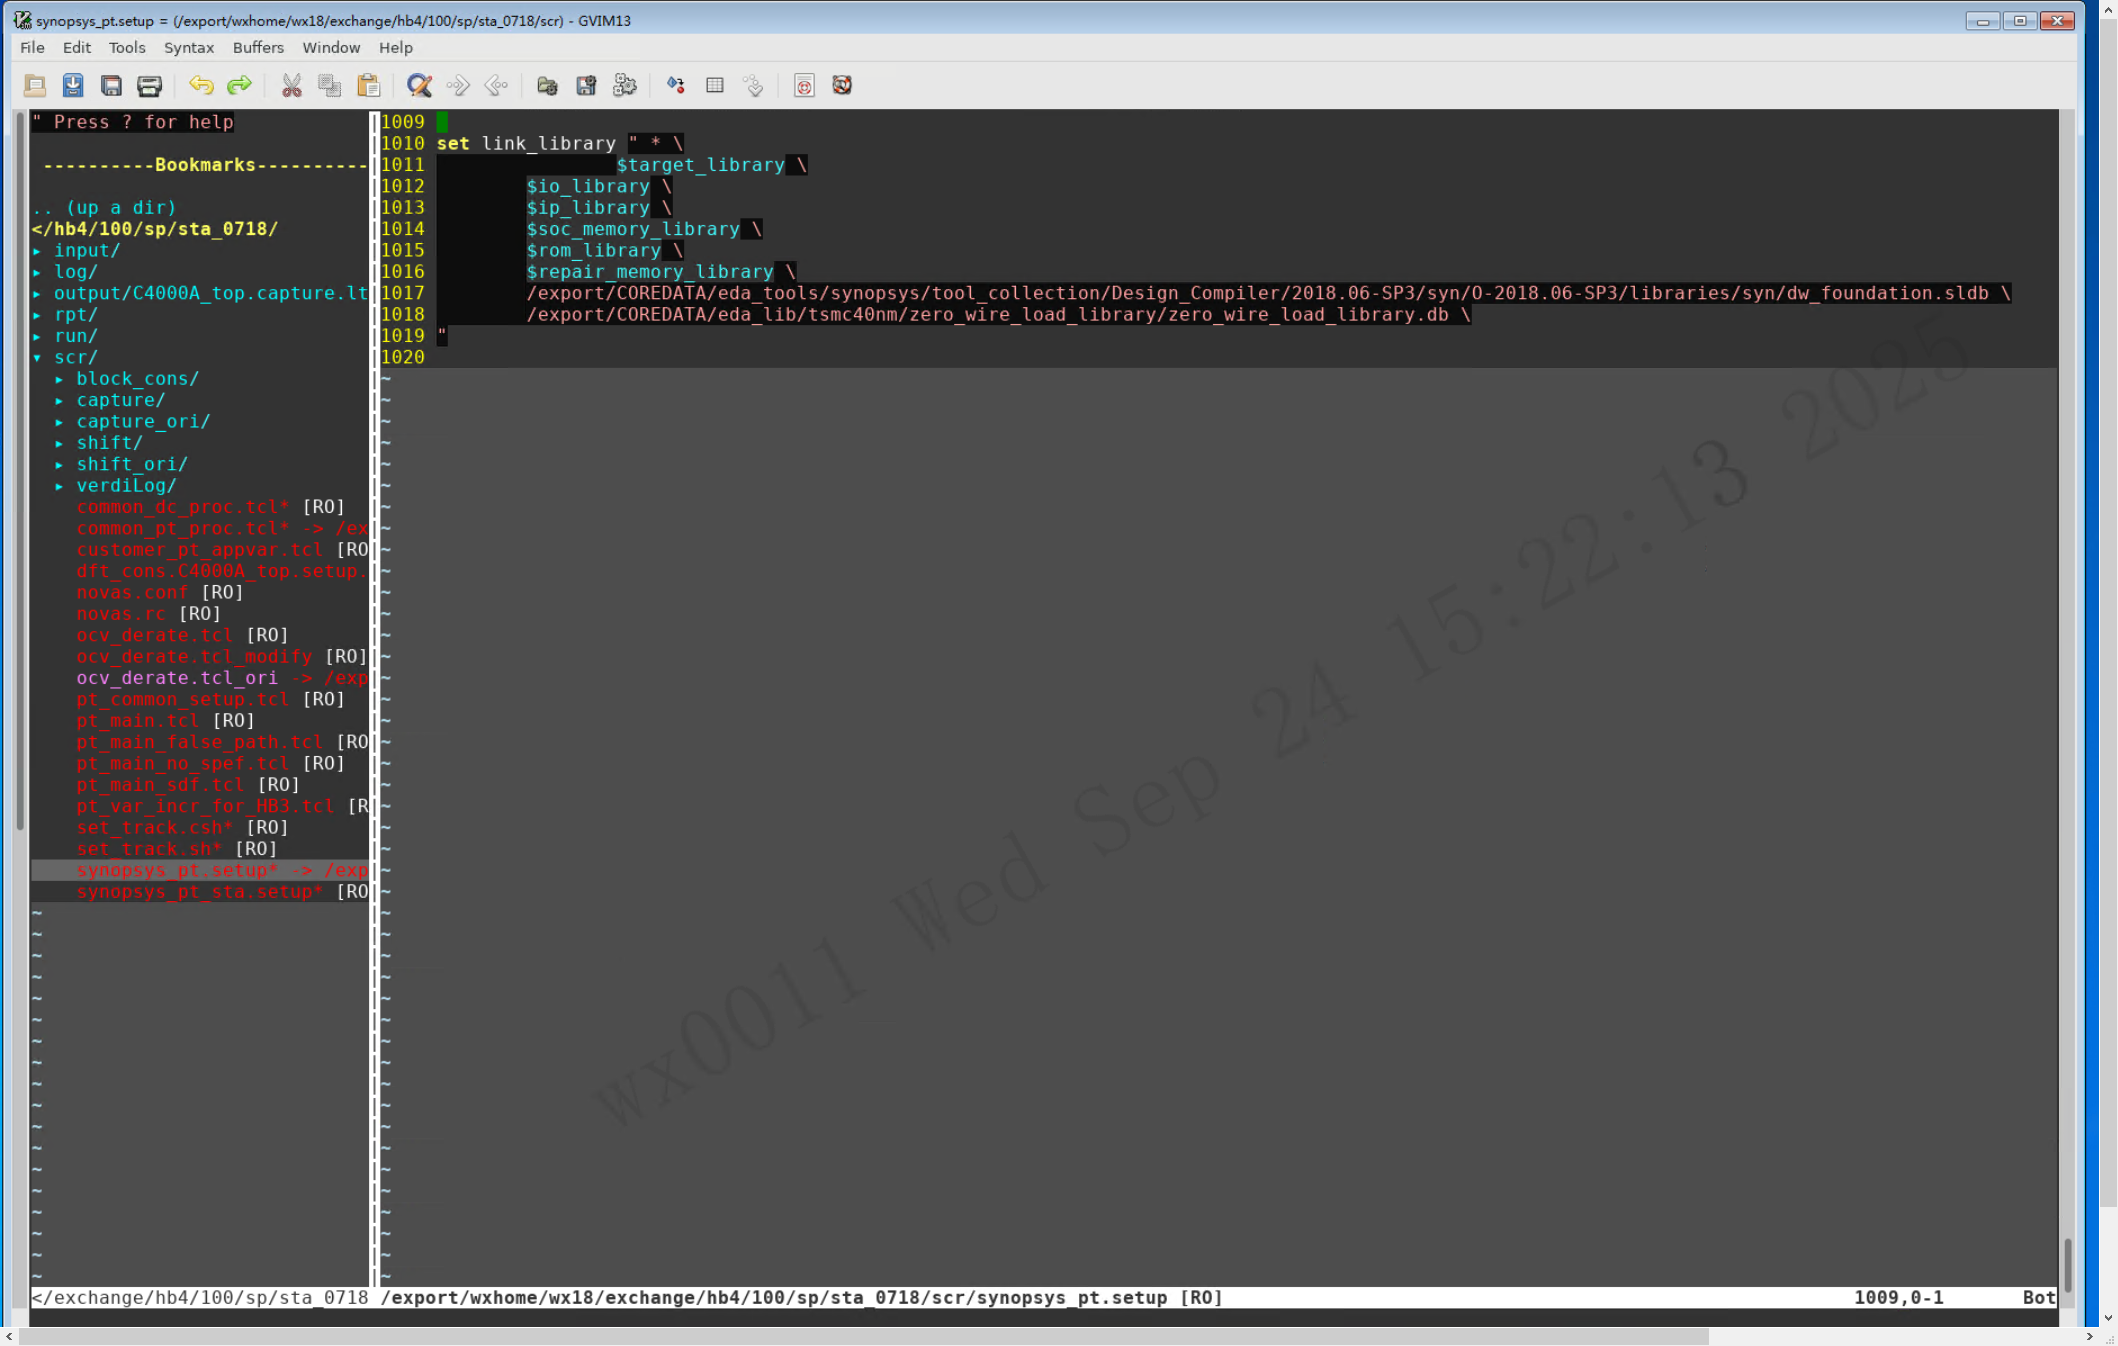 synopsys_pt.setup = (/export/wxhome/wx18/exchange/hb4/100/sp/sta_0718/scr) - GVIM13
File Edit Tools Syntax Buffers Window Help
" Press ? for help
----------Bookmarks----------
.. (up a dir)
</hb4/100/sp/sta_0718/
▸ input/
▸ log/
▸ output/C4000A_top.capture.lt
▸ rpt/
▸ run/
▾ scr/
▸ block_cons/
▸ capture/
▸ capture_ori/
▸ shift/
▸ shift_ori/
▸ verdiLog/
common_dc_proc.tcl* [RO]
common_pt_proc.tcl* -> /ex
customer_pt_appvar.tcl [RO
dft_cons.C4000A_top.setup.
novas.conf [RO]
novas.rc [RO]
ocv_derate.tcl [RO]
ocv_derate.tcl_modify [RO]
ocv_derate.tcl_ori -> /exp
pt_common_setup.tcl [RO]
pt_main.tcl [RO]
pt_main_false_path.tcl [RO
pt_main_no_spef.tcl [RO]
pt_main_sdf.tcl [RO]
pt_var_incr_for_HB3.tcl [R
set_track.csh* [RO]
set_track.sh* [RO]
synopsys_pt.setup* -> /exp
synopsys_pt_sta.setup* [RO
1009
1010 set link_library " * \
1011 $target_library \
1012 $io_library \
1013 $ip_library \
1014 $soc_memory_library \
1015 $rom_library \
1016 $repair_memory_library \
1017 /export/COREDATA/eda_tools/synopsys/tool_collection/Design_Compiler/2018.06-SP3/syn/O-2018.06-SP3/libraries/syn/dw_foundation.sldb \
1018 /export/COREDATA/eda_lib/tsmc40nm/zero_wire_load_library/zero_wire_load_library.db \
1019 "
1020
wx0011 Wed Sep 24 15:22:13 2025
</exchange/hb4/100/sp/sta_0718 /export/wxhome/wx18/exchange/hb4/100/sp/sta_0718/scr/synopsys_pt.setup [RO] 1009,0-1 Bot